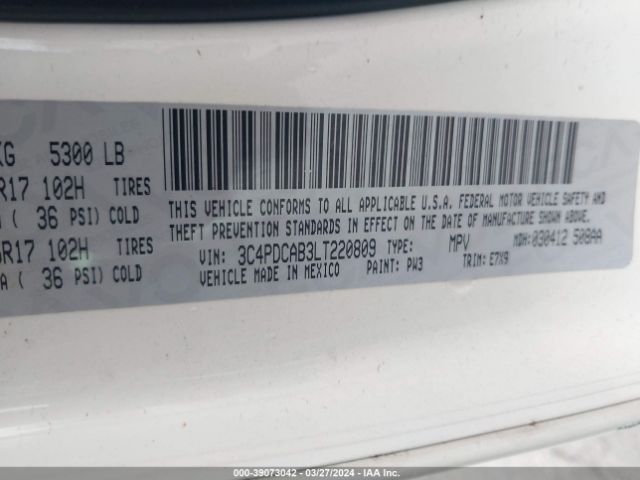 KG 5300 LB
R17 102H TIRES
( 36 PSI) COLD
R17 102H TIRES
A ( 36 PSI) COLD
THIS VEHICLE CONFORMS TO ALL APPLICABLE U.S.A. FEDERAL MOTOR VEHICLE SAFETY AND
THEFT PREVENTION STANDARDS IN EFFECT ON THE DATE OF MANUFACTURE SHOWN ABOVE.
VIN: 3C4PDCAB3LT220809 TYPE: MPV MDH:030412 508AA
VEHICLE MADE IN MEXICO PAINT: PW3 TRIM: E7X9
000-39073042 - 03/27/2024 - IAA Inc.